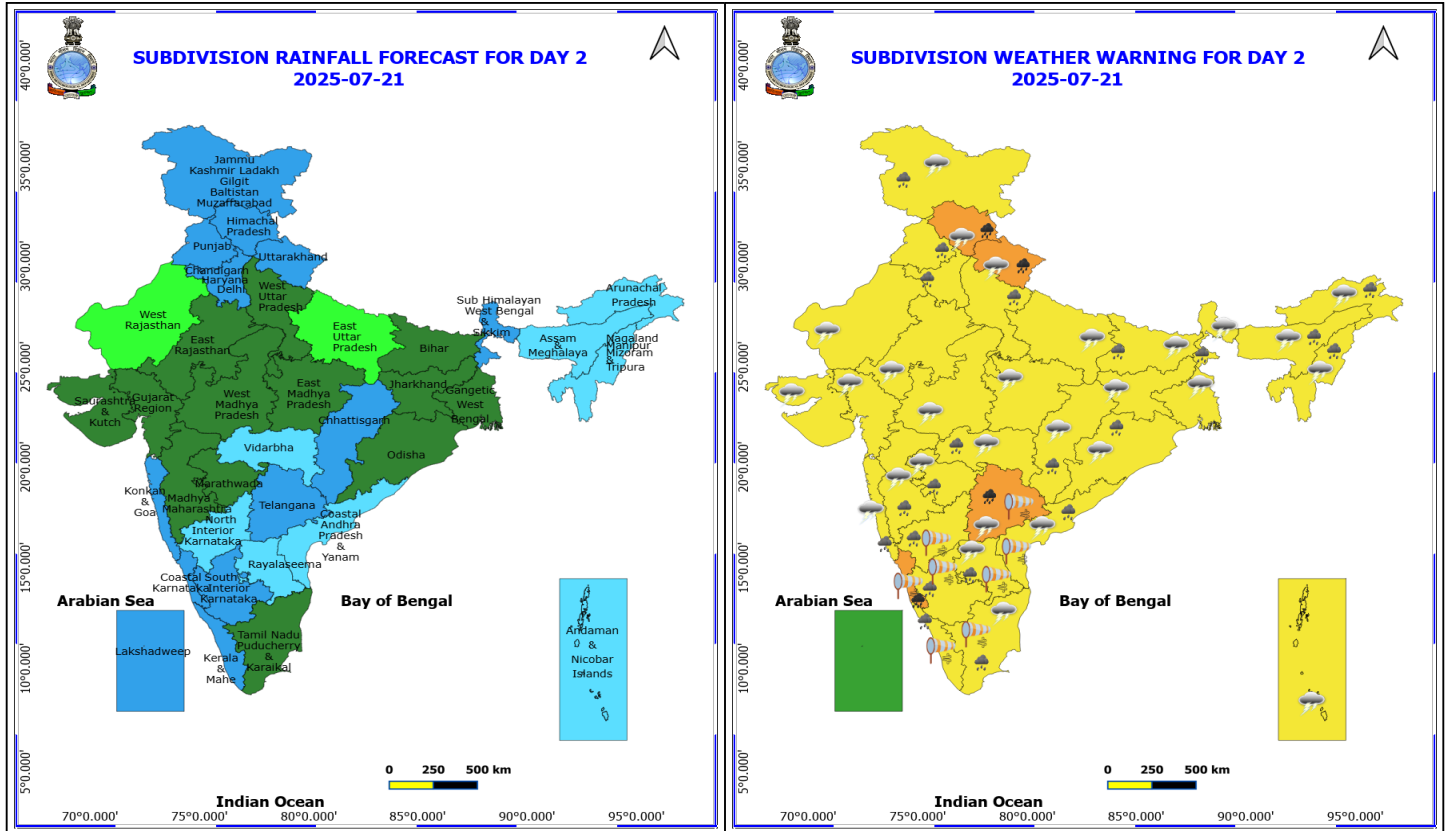 SUBDIVISION RAINFALL FORECAST FOR DAY 2
2025-07-21
40°0.000'
35°0.000'
30°0.000'
25°0.000'
20°0.000'
15°0.000'
10°0.000'
5°0.000'
Jammu
Kashmir Ladakh
Gilgit
Baltistan
Muzaffarabad
Himachal
Pradesh
Punjab
Uttarakhand
Chandigarh
Haryana
Delhi
West
Uttar
Pradesh
West
Rajasthan
East
Rajasthan
East
Uttar
Pradesh
Bihar
Sub Himalayan
West Bengal
&
Sikkim
Arunachal
Pradesh
Assam
&
Meghalaya
Nagaland
Manipur
Mizoram
&
Tripura
Saurashtra
&
Kutch
Gujarat
Region
West
Madhya
Pradesh
East
Madhya
Pradesh
Jharkhand
Gangetic
West
Bengal
Chhattisgarh
Odisha
Vidarbha
Konkan
&
Goa
Marathwada
Madhya
Maharashtra
Telangana
North
Interior
Karnataka
Coastal
Andhra
Pradesh
&
Yanam
Rayalaseema
Coastal
Karnataka
South
Interior
Karnataka
Arabian Sea
Bay of Bengal
Lakshadweep
Kerala
&
Mahe
Tamil Nadu
Puducherry
&
Karaikal
Andaman
&
Nicobar
Islands
0 250 500 km
Indian Ocean
70°0.000' 75°0.000' 80°0.000' 85°0.000' 90°0.000' 95°0.000'
SUBDIVISION WEATHER WARNING FOR DAY 2
2025-07-21
40°0.000'
35°0.000'
30°0.000'
25°0.000'
20°0.000'
15°0.000'
10°0.000'
5°0.000'
Arabian Sea
Bay of Bengal
0 250 500 km
Indian Ocean
70°0.000' 75°0.000' 80°0.000' 85°0.000' 90°0.000' 95°0.000'